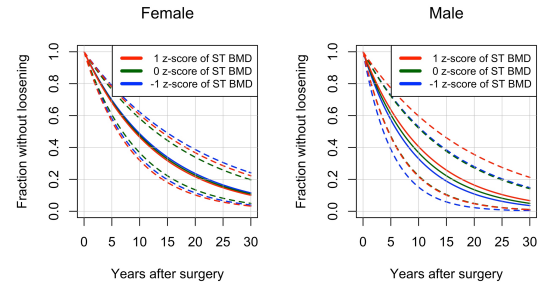 Female
Fraction without loosening
1.0
0.8
0.6
0.4
0.2
0.0
1 z-score of ST BMD
0 z-score of ST BMD
-1 z-score of ST BMD
0 5 10 15 20 25 30
Years after surgery
Male
Fraction without loosening
1.0
0.8
0.6
0.4
0.2
0.0
1 z-score of ST BMD
0 z-score of ST BMD
-1 z-score of ST BMD
0 5 10 15 20 25 30
Years after surgery